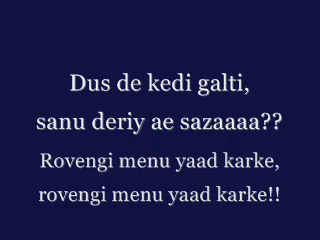 Dus de kedi galti,
sanu deriy ae sazaaaa??
Rovengi menu yaad karke,
rovengi menu yaad karke!!